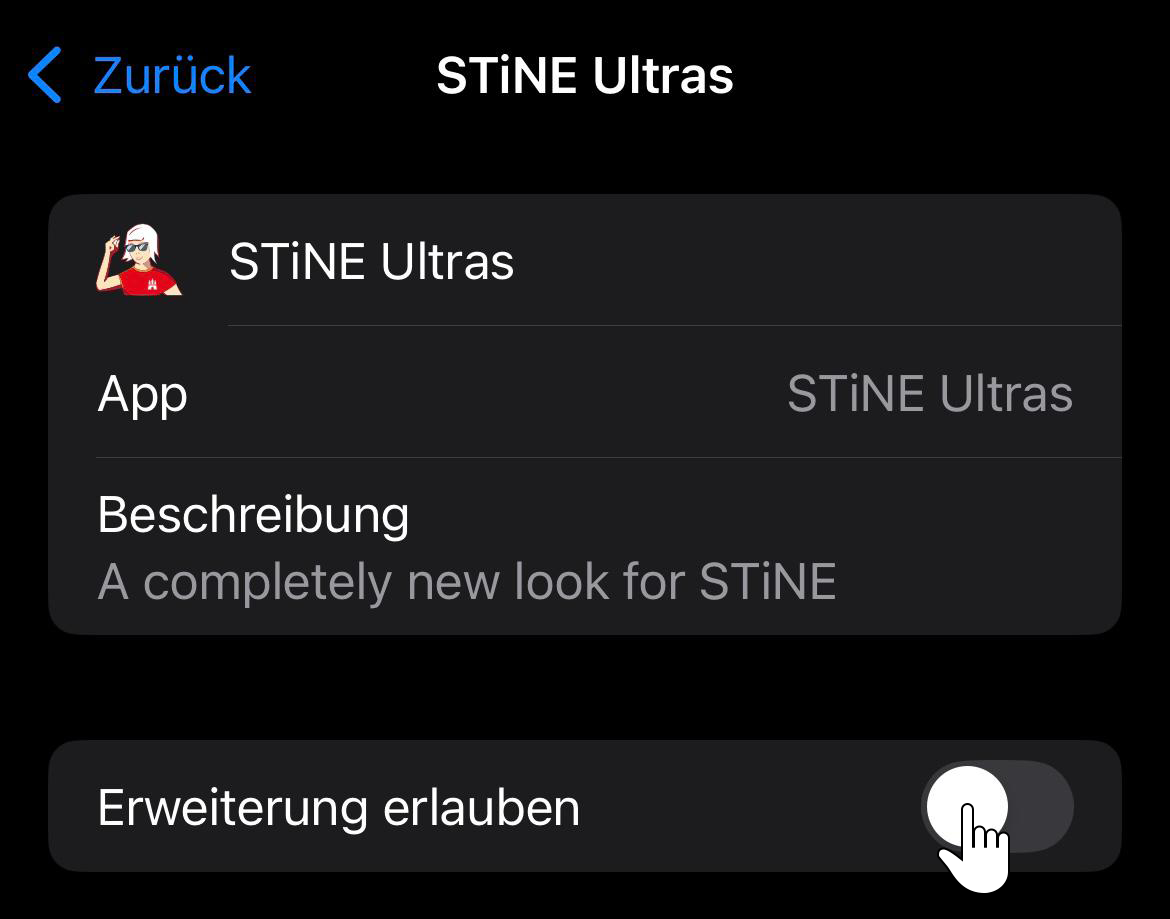 Zurück
STiNE Ultras
STiNE Ultras
App
STiNE Ultras
Beschreibung
A completely new look for STiNE
Erweiterung erlauben